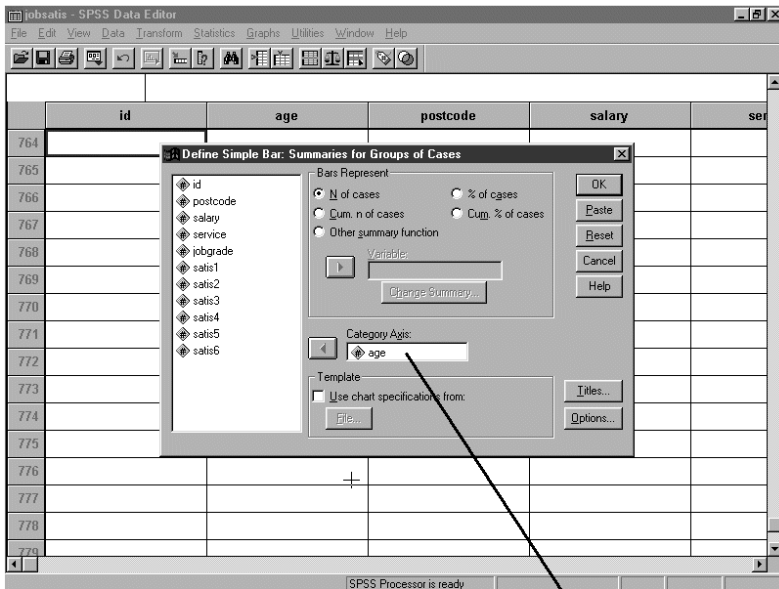 jobsatis - SPSS Data Editor
File Edit View Data Transform Statistics Graphs Utilities Window Help
id age postcode salary ser
764
765
766
767
768
769
770
771
772
773
774
775
776
777
778
779
Define Simple Bar: Summaries for Groups of Cases
id
postcode
salary
service
jobgrade
satis1
satis2
satis3
satis4
satis5
satis6
Bars Represent
N of cases % of cases
Cum. n of cases Cum. % of cases
Other summary function
Variable:
Change Summary...
Category Axis:
age
Template
Use chart specifications from:
File...
OK
Paste
Reset
Cancel
Help
Titles...
Options...
SPSS Processor is ready